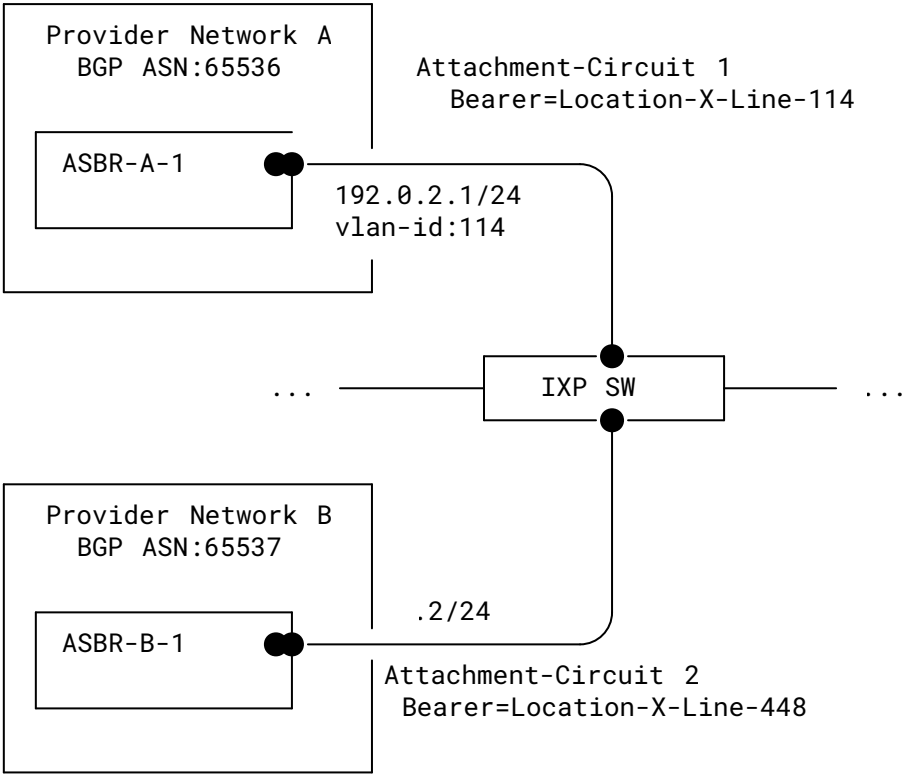 Provider Network A
BGP ASN:65536
Attachment-Circuit 1
Bearer=Location-X-Line-114
ASBR-A-1
192.0.2.1/24
vlan-id:114
... IXP SW ...
Provider Network B
BGP ASN:65537
.2/24
ASBR-B-1
Attachment-Circuit 2
Bearer=Location-X-Line-448